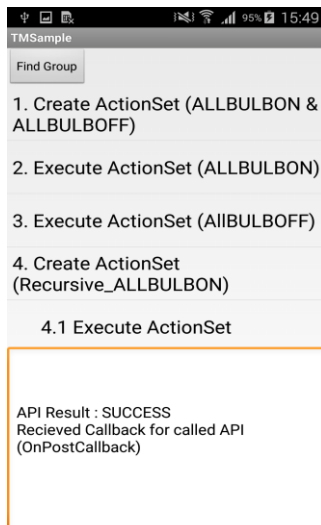 95% 15:49
TMSample
Find Group
1. Create ActionSet (ALLBULBON &
ALLBULBOFF)
2. Execute ActionSet (ALLBULBON)
3. Execute ActionSet (AllBULBOFF)
4. Create ActionSet
(Recursive_ALLBULBON)
4.1 Execute ActionSet
API Result : SUCCESS
Recieved Callback for called API
(OnPostCallback)